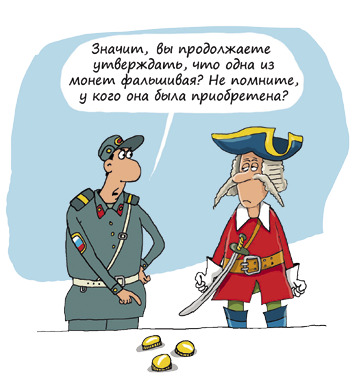 Значит, вы продолжаете
утверждать, что одна из
монет фальшивая? Не помните,
у кого она была приобретена?